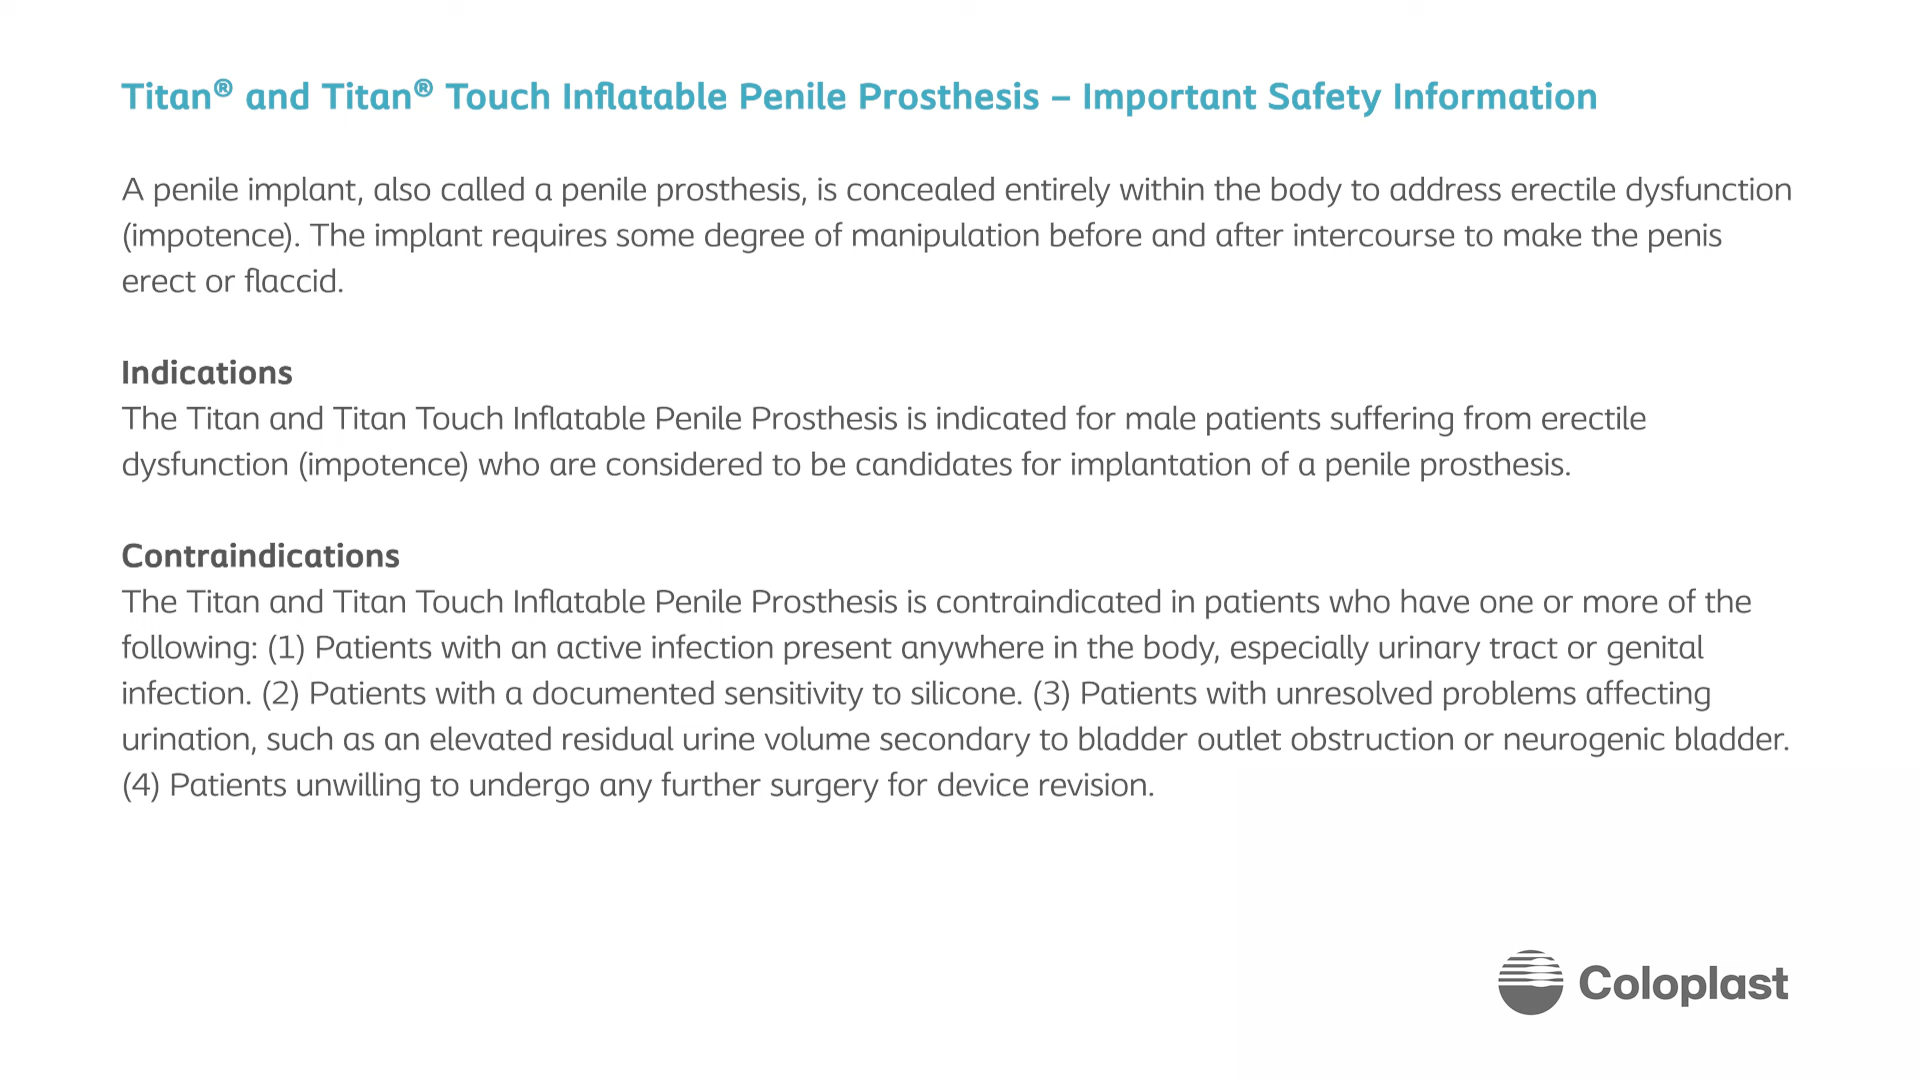 Titan® and Titan® Touch Inflatable Penile Prosthesis – Important Safety Information
A penile implant, also called a penile prosthesis, is concealed entirely within the body to address erectile dysfunction
(impotence). The implant requires some degree of manipulation before and after intercourse to make the penis
erect or flaccid.
Indications
The Titan and Titan Touch Inflatable Penile Prosthesis is indicated for male patients suffering from erectile
dysfunction (impotence) who are considered to be candidates for implantation of a penile prosthesis.
Contraindications
The Titan and Titan Touch Inflatable Penile Prosthesis is contraindicated in patients who have one or more of the
following: (1) Patients with an active infection present anywhere in the body, especially urinary tract or genital
infection. (2) Patients with a documented sensitivity to silicone. (3) Patients with unresolved problems affecting
urination, such as an elevated residual urine volume secondary to bladder outlet obstruction or neurogenic bladder.
(4) Patients unwilling to undergo any further surgery for device revision.
Coloplast